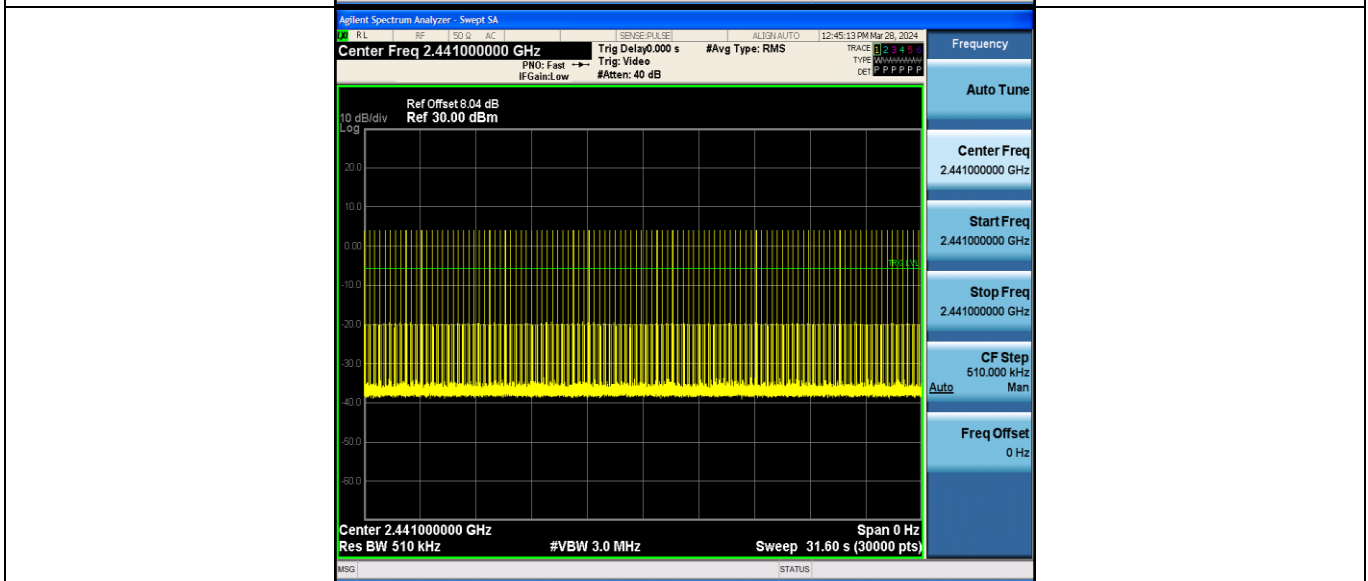 Agilent Spectrum Analyzer - Swept SA
RL RF 50 Ω AC SENSE:PULSE ALIGN AUTO 12:45:13 PM Mar 28, 2024
Center Freq 2.441000000 GHz
PNO: Fast
IFGain:Low
Trig Delay0.000 s
Trig: Video
#Atten: 40 dB
#Avg Type: RMS
TRACE 1 2 3 4 5 6
TYPE
DET P P P P P P
Frequency
Auto Tune
Center Freq
2.441000000 GHz
Start Freq
2.441000000 GHz
Stop Freq
2.441000000 GHz
CF Step
510.000 kHz
Auto Man
Freq Offset
0 Hz
Ref Offset 8.04 dB
10 dB/div Ref 30.00 dBm
Log
20.0
10.0
0.00
TRIG LVL
-10.0
-20.0
-30.0
-40.0
-50.0
-60.0
Center 2.441000000 GHz Span 0 Hz
Res BW 510 kHz #VBW 3.0 MHz Sweep 31.60 s (30000 pts)
MSG STATUS